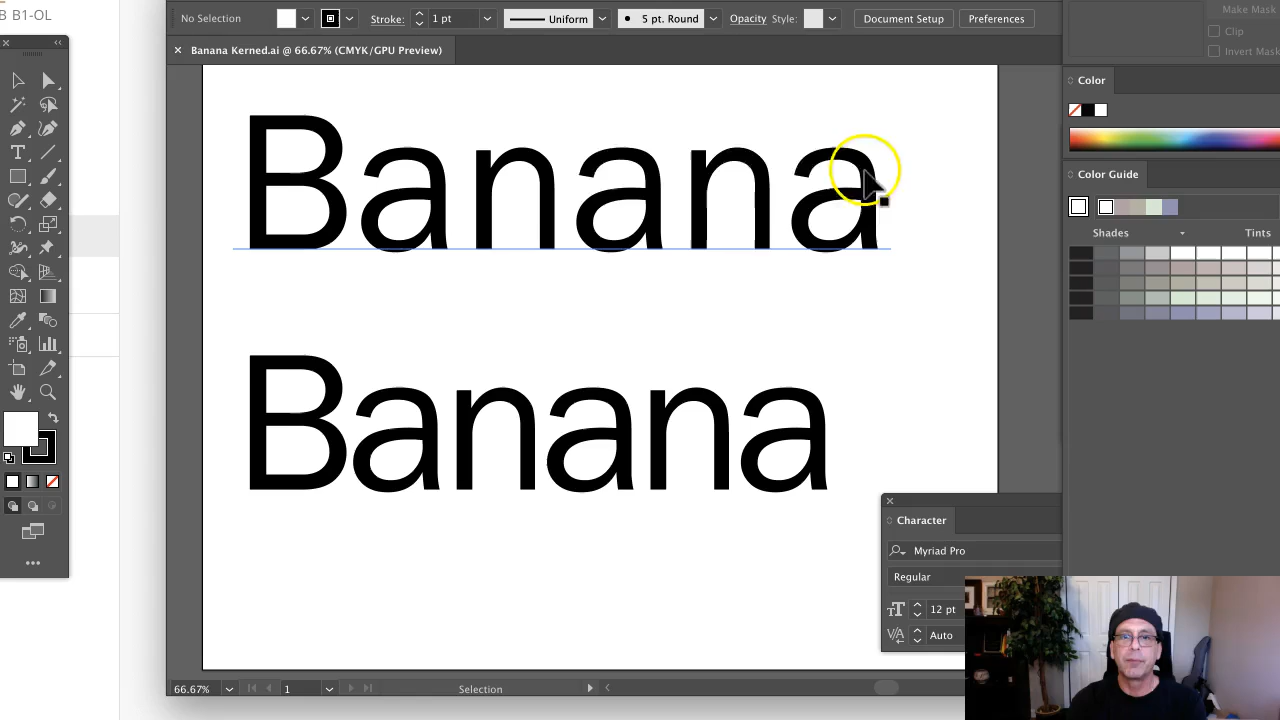 B B1-OL
No Selection
Stroke: 1 pt Uniform 5 pt. Round Opacity Style: Document Setup Preferences
Make Mask
Clip
Invert Mask
Banana Kerned.ai @ 66.67% (CMYK/GPU Preview)
Color
Banana
Color Guide
Shades Tints
Banana
Character
Myriad Pro
Regular
12 pt
Auto
66.67% 1 Selection